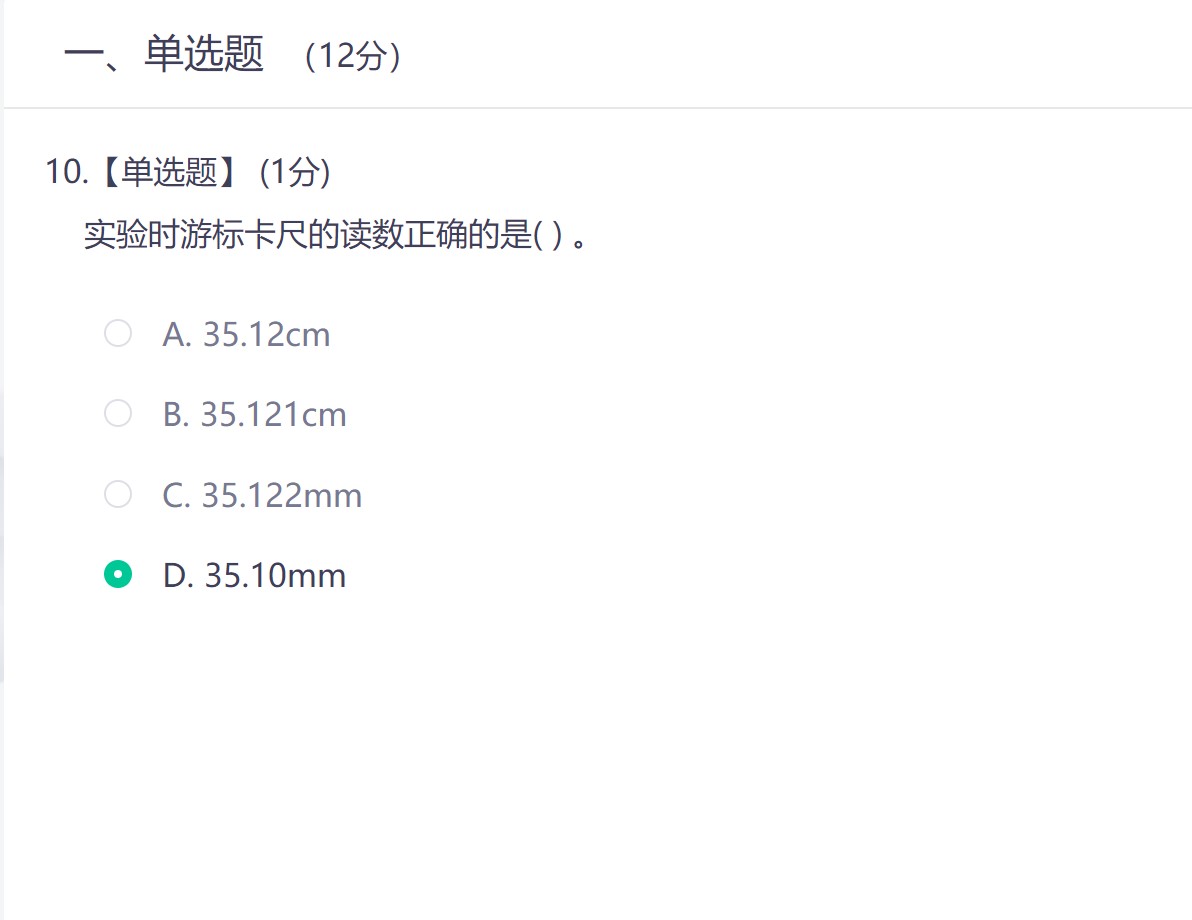 一、单选题 （12分）
10.【单选题】 (1分)
实验时游标卡尺的读数正确的是( ) 。
A. 35.12cm
B. 35.121cm
C. 35.122mm
D. 35.10mm